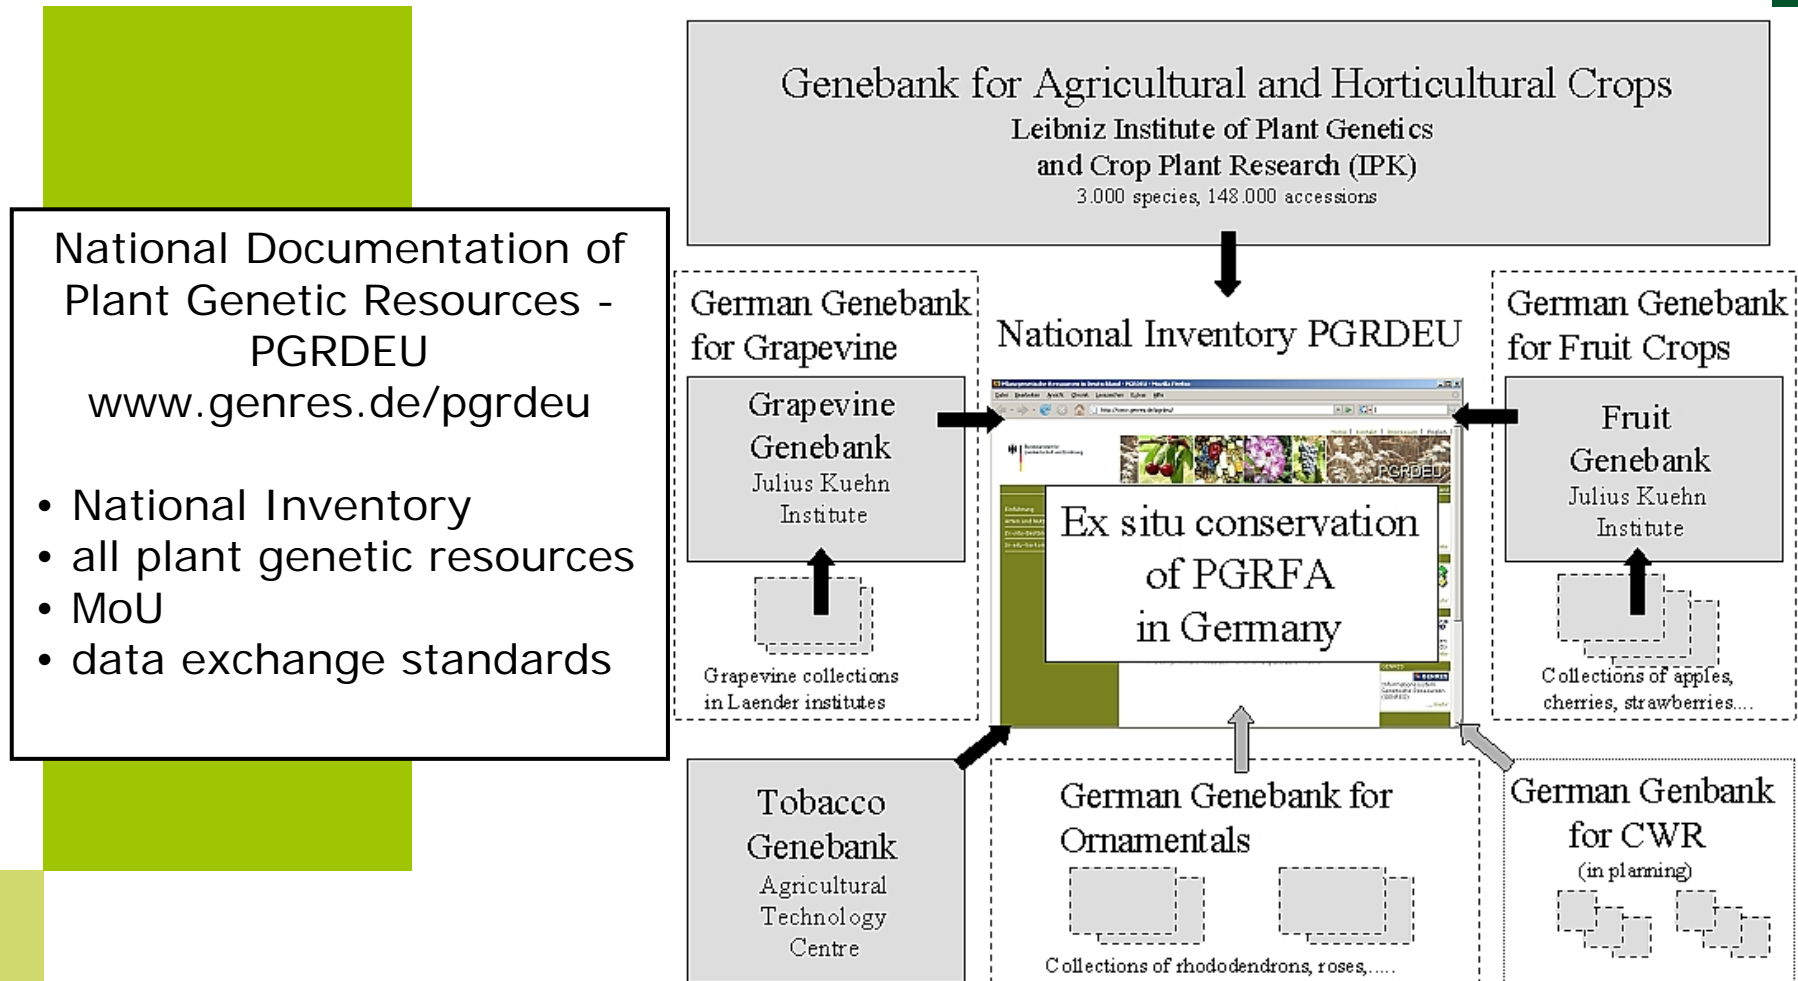 National Documentation of
Plant Genetic Resources -
PGRDEU
www.genres.de/pgrdeu
• National Inventory
• all plant genetic resources
• MoU
• data exchange standards
Genebank for Agricultural and Horticultural Crops
Leibniz Institute of Plant Genetics
and Crop Plant Research (IPK)
3.000 species, 148.000 accessions
German Genebank
for Grapevine
Grapevine
Genebank
Julius Kuehn
Institute
Grapevine collections
in Laender institutes
National Inventory PGRDEU
PGRDEU
Ex situ conservation
of PGRFA
in Germany
German Genebank
for Fruit Crops
Fruit
Genebank
Julius Kuehn
Institute
Collections of apples,
cherries, strawberries....
Tobacco
Genebank
Agricultural
Technology
Centre
German Genebank for
Ornamentals
Collections of rhododendrons, roses,.....
German Genbank
for CWR
(in planning)